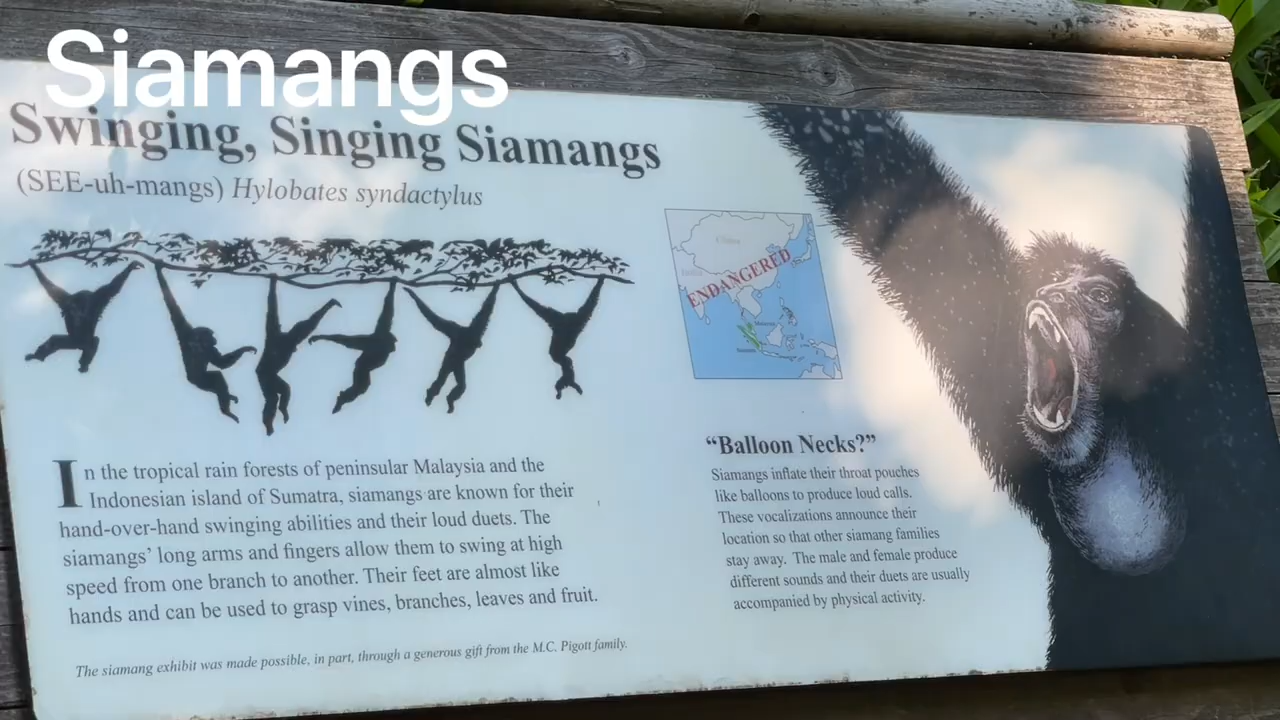 Siamangs
Swinging, Singing Siamangs
(SEE-uh-mangs) Hylobates syndactylus
China
India
ENDANGERED
In the tropical rain forests of peninsular Malaysia and the
Indonesian island of Sumatra, siamangs are known for their
hand-over-hand swinging abilities and their loud duets. The
siamangs' long arms and fingers allow them to swing at high
speed from one branch to another. Their feet are almost like
hands and can be used to grasp vines, branches, leaves and fruit.
The siamang exhibit was made possible, in part, through a generous gift from the M.C. Pigott family.
“Balloon Necks?”
Siamangs inflate their throat pouches
like balloons to produce loud calls.
These vocalizations announce their
location so that other siamang families
stay away. The male and female produce
different sounds and their duets are usually
accompanied by physical activity.